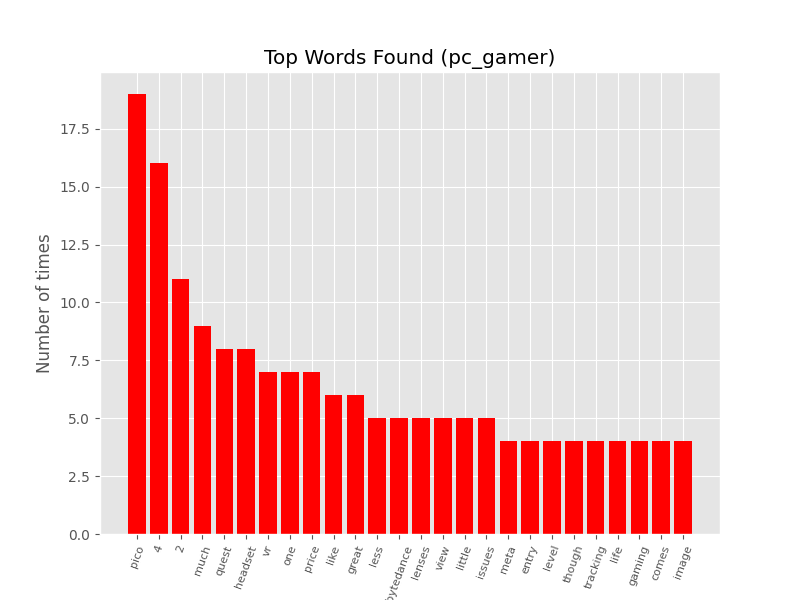 Top Words Found (pc_gamer)
Number of times
17.5
15.0
12.5
10.0
7.5
5.0
2.5
0.0
pico
4
2
much
quest
headset
vr
one
price
like
great
less
bytedance
lenses
view
little
issues
meta
entry
level
though
tracking
life
gaming
comes
image